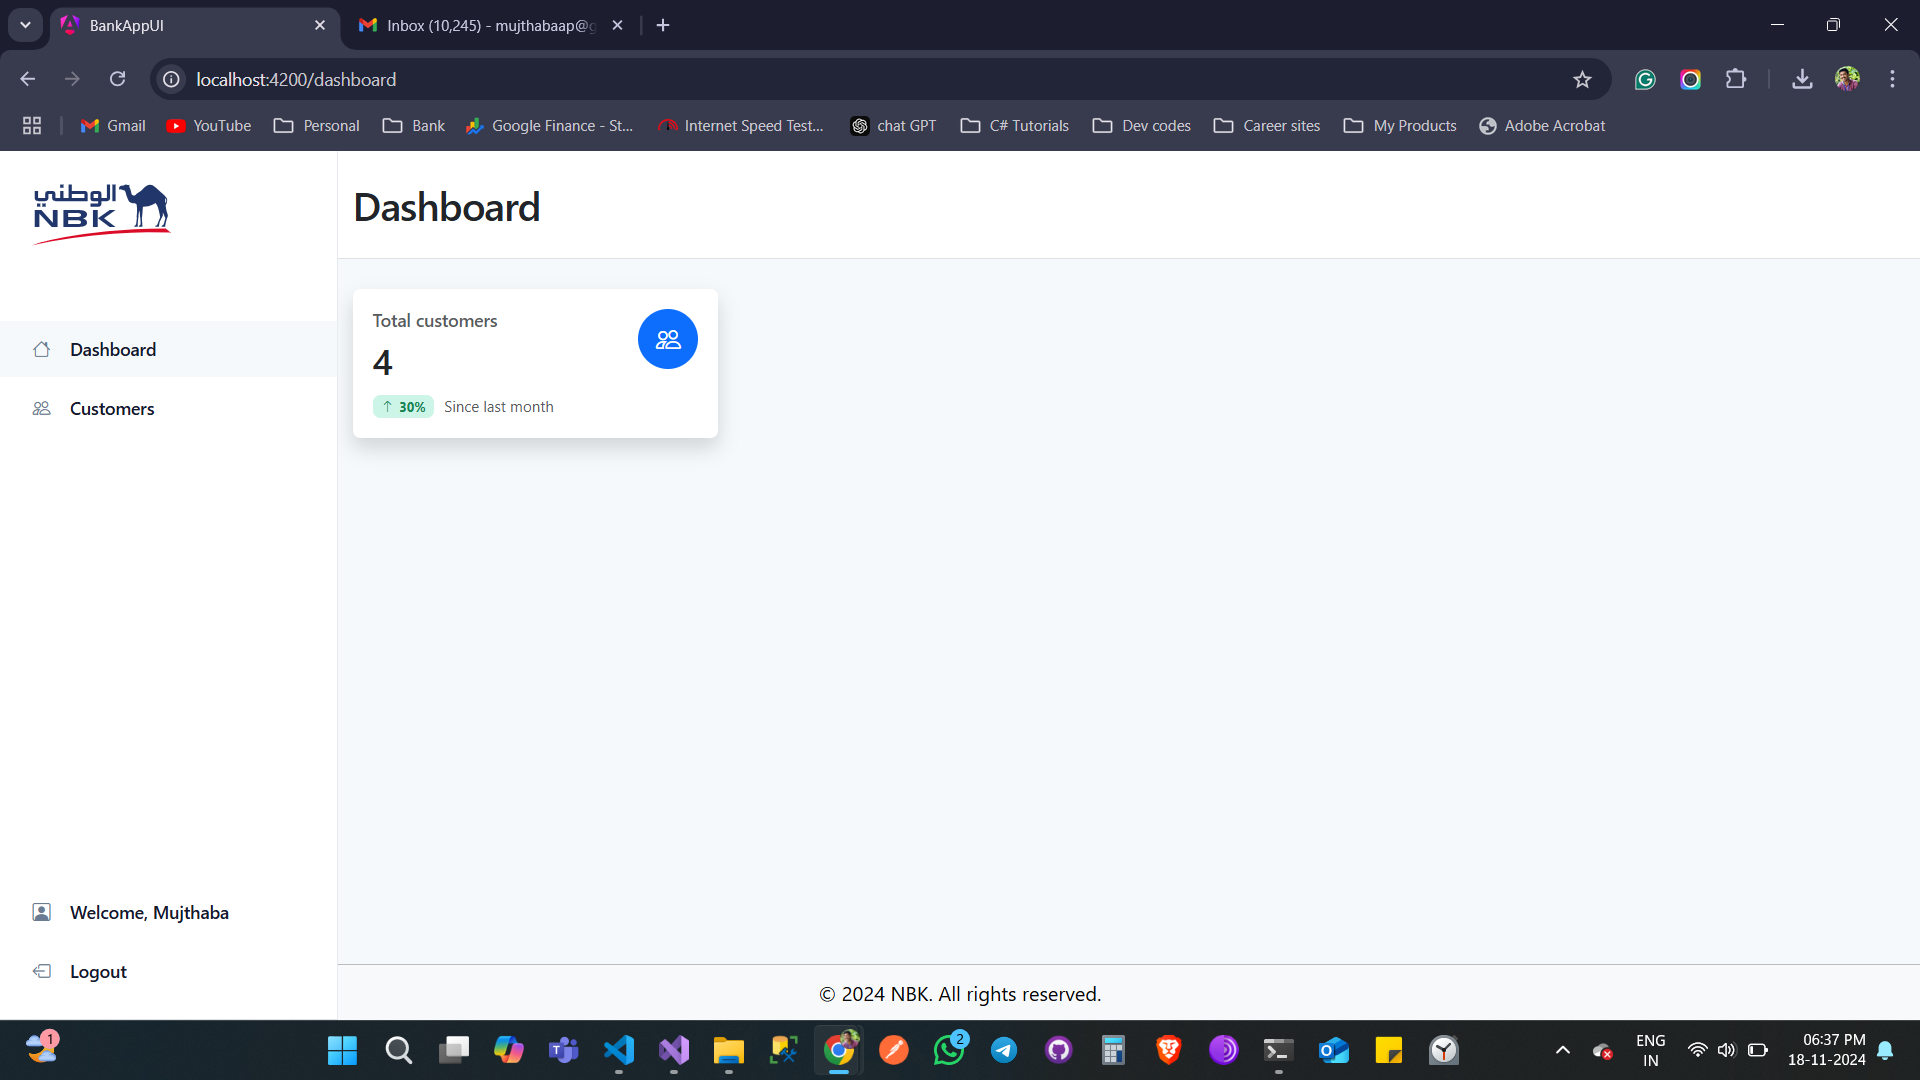 BankAppUI
Inbox (10,245) - mujthabaap@g
localhost:4200/dashboard
Gmail
YouTube
Personal
Bank
Google Finance - St...
Internet Speed Test...
chat GPT
C# Tutorials
Dev codes
Career sites
My Products
Adobe Acrobat
الوطني
NBK
Dashboard
Customers
Welcome, Mujthaba
Logout
Dashboard
Total customers
4
↑ 30% Since last month
© 2024 NBK. All rights reserved.
1
2
ENG
IN
06:37 PM
18-11-2024